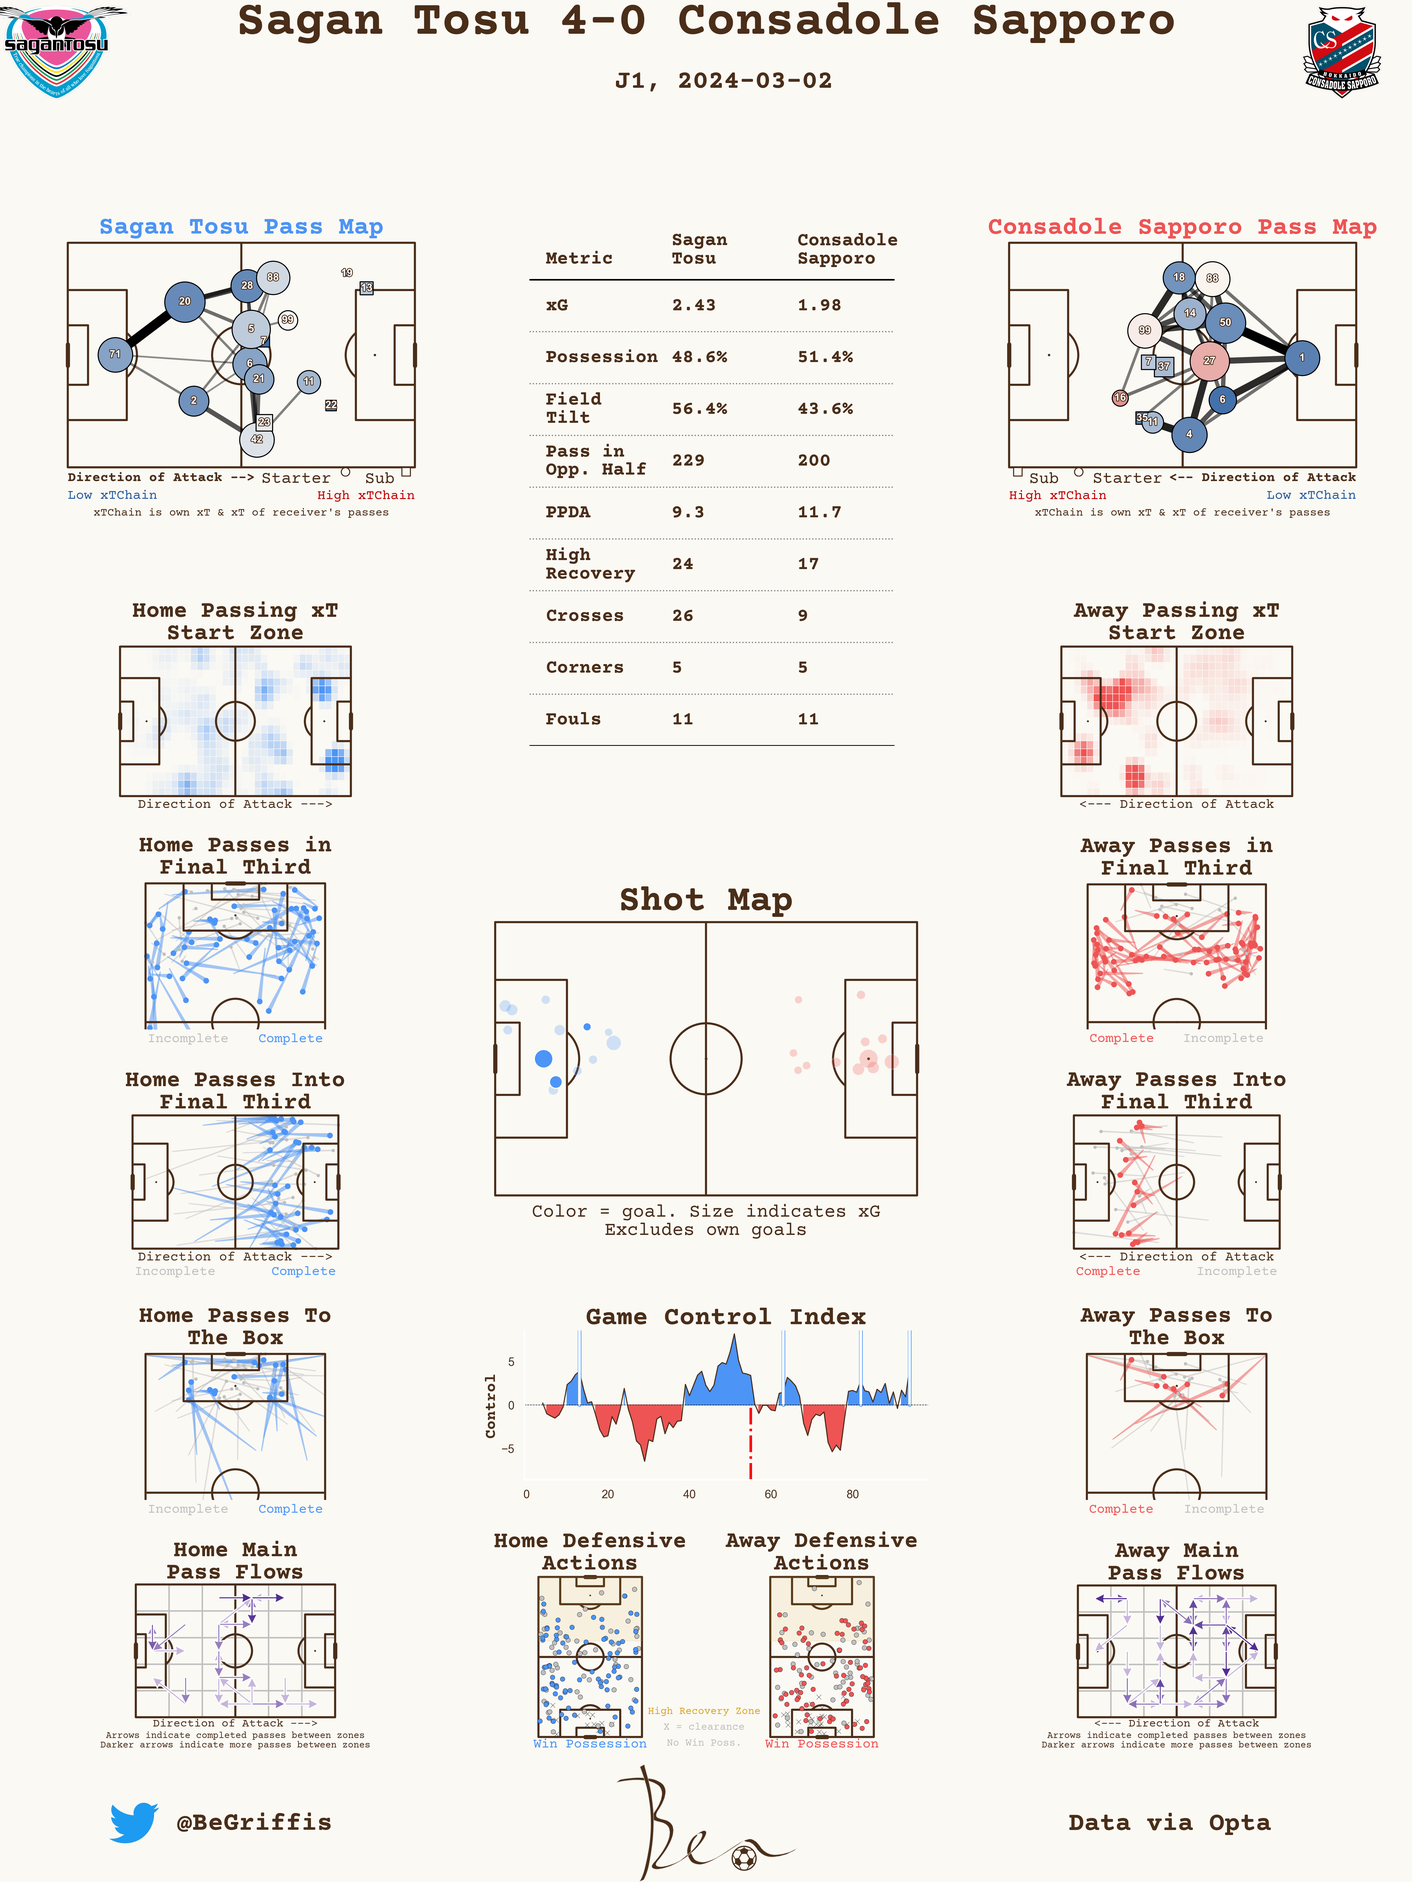 Sagan Tosu 4-0 Consadole Sapporo
J1, 2024-03-02
saganTosu
CS
HOKKAIDO
CONSADOLE SAPPORO
Sagan Tosu Pass Map
71
20
28
88
5
99
7
6
21
2
11
23
42
22
19
13
Direction of Attack --> Starter Sub
Low xTChain High xTChain
xTChain is own xT & xT of receiver's passes
Metric Sagan Tosu Consadole Sapporo
xG 2.43 1.98
Possession 48.6% 51.4%
Field Tilt 56.4% 43.6%
Pass in Opp. Half 229 200
PPDA 9.3 11.7
High Recovery 24 17
Crosses 26 9
Corners 5 5
Fouls 11 11
Consadole Sapporo Pass Map
18
88
14
50
99
27
1
7
37
16
6
35
11
4
Sub Starter <-- Direction of Attack
High xTChain Low xTChain
xTChain is own xT & xT of receiver's passes
Home Passing xT
Start Zone
Direction of Attack --->
Away Passing xT
Start Zone
<--- Direction of Attack
Home Passes in
Final Third
Incomplete Complete
Away Passes in
Final Third
Complete Incomplete
Shot Map
Color = goal. Size indicates xG
Excludes own goals
Home Passes Into
Final Third
Direction of Attack --->
Incomplete Complete
Away Passes Into
Final Third
<--- Direction of Attack
Complete Incomplete
Home Passes To
The Box
Incomplete Complete
Game Control Index
Control
5
0
−5
0 20 40 60 80
Away Passes To
The Box
Complete Incomplete
Home Main
Pass Flows
Direction of Attack --->
Arrows indicate completed passes between zones
Darker arrows indicate more passes between zones
Home Defensive
Actions
Win Possession
High Recovery Zone
X = clearance
No Win Poss.
Away Defensive
Actions
Win Possession
Away Main
Pass Flows
<--- Direction of Attack
Arrows indicate completed passes between zones
Darker arrows indicate more passes between zones
@BeGriffis
Ben
Data via Opta